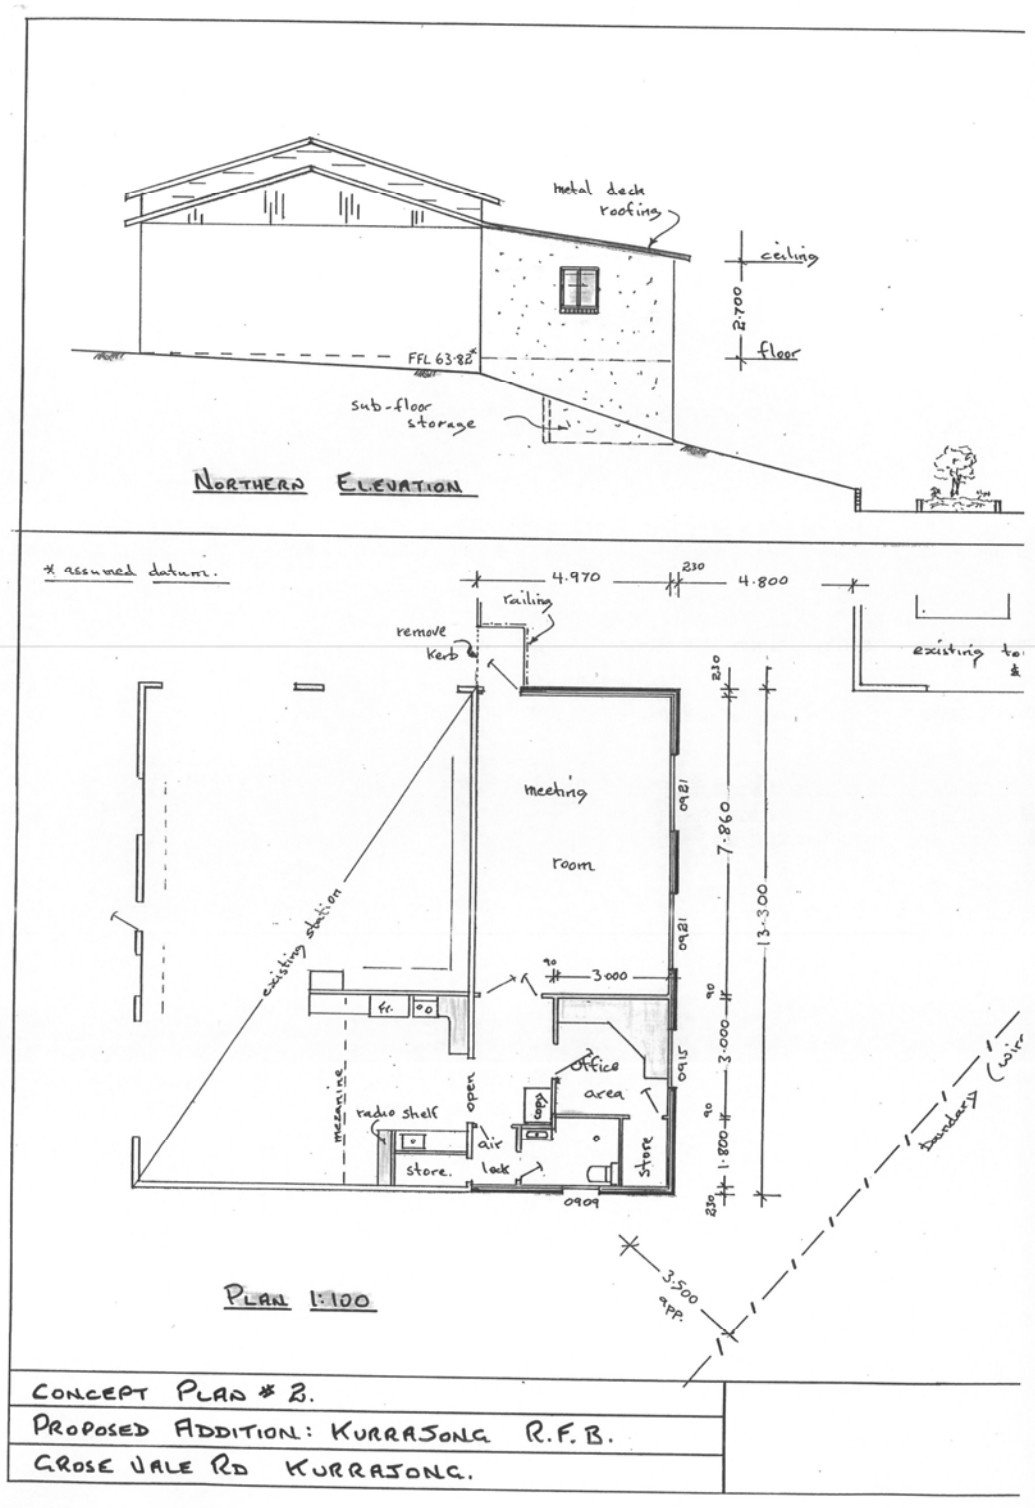 metal deck
roofing
ceiling
2.700
floor
FFL 63.82*
sub-floor
storage
NORTHERN ELEVATION
* assumed datum.
4.970
230
4.800
railing
remove
kerb
existing to
230
meeting
room
0921
7.860
13.300
0921
existing station
90
3.000
90
Fr.
mezanine
open
office
area
0915
3.000
copy
radio shelf
90
air
lock
store.
store
1.800
0909
230
boundary
(wir
3.500
app.
PLAN 1:100
CONCEPT PLAN # 2.
PROPOSED ADDITION: KURRAJONG R.F.B.
GROSE VALE RD KURRAJONG.